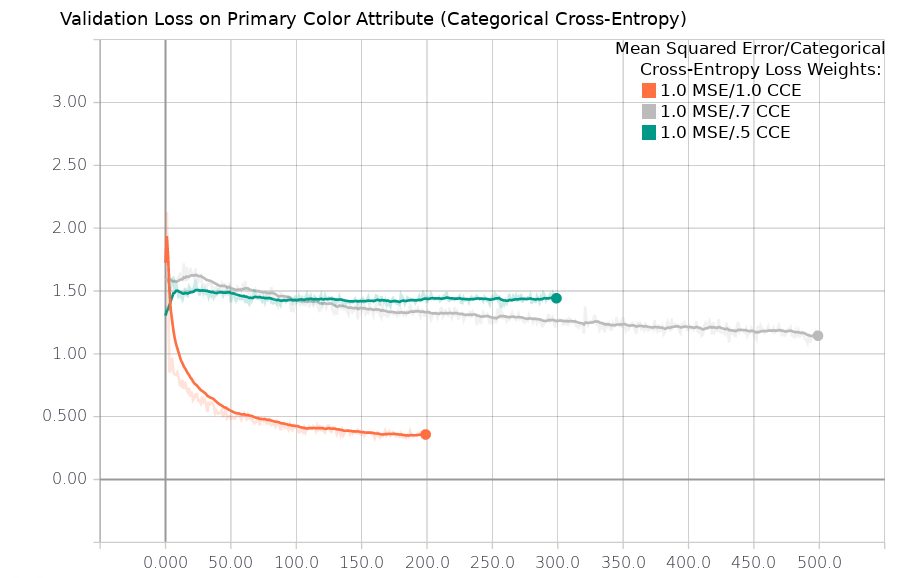 Validation Loss on Primary Color Attribute (Categorical Cross-Entropy)
Mean Squared Error/Categorical
Cross-Entropy Loss Weights:
1.0 MSE/1.0 CCE
1.0 MSE/.7 CCE
1.0 MSE/.5 CCE
3.00
2.50
2.00
1.50
1.00
0.500
0.00
0.000 50.00 100.0 150.0 200.0 250.0 300.0 350.0 400.0 450.0 500.0